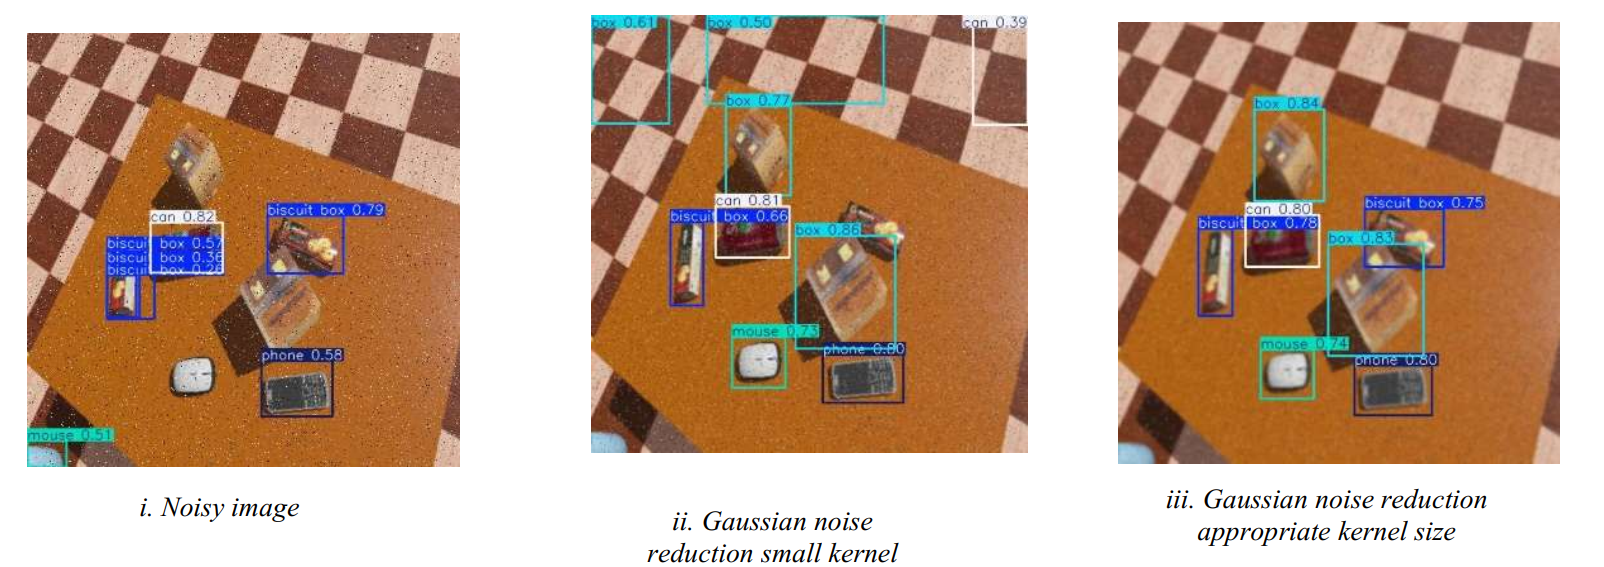 can 0.82
biscuit box 0.79
biscuit box 0.57
biscuit box 0.36
biscuit box 0.26
phone 0.58
mouse 0.51
i. Noisy image
box 0.61
box 0.50
can 0.39
box 0.77
can 0.81
biscuit box 0.66
box 0.86
mouse 0.73
phone 0.80
ii. Gaussian noise
reduction small kernel
box 0.84
can 0.80
biscuit box 0.75
biscuit box 0.78
box 0.83
mouse 0.74
phone 0.80
iii. Gaussian noise reduction
appropriate kernel size